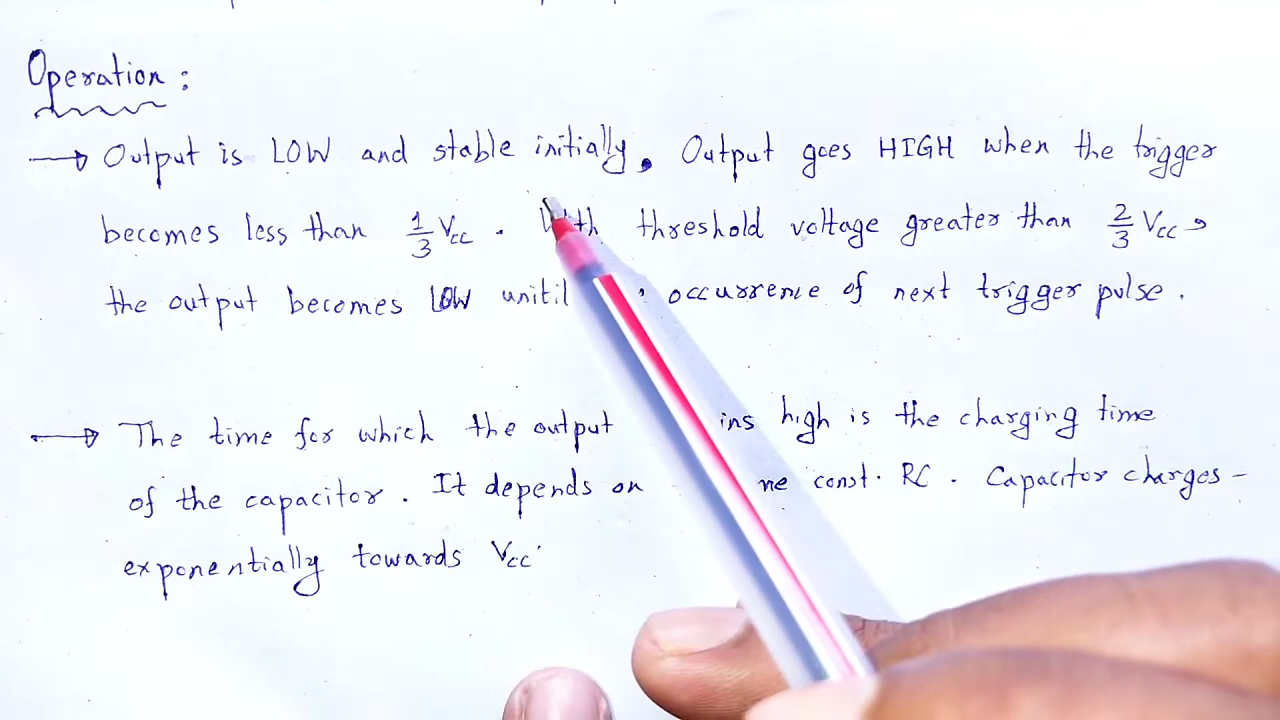 Operation :
→ Output is LOW and stable initially. Output goes HIGH when the trigger
becomes less than 1/3 Vcc . With threshold voltage greater than 2/3 Vcc,
the output becomes LOW unitil occurrence of next trigger pulse .
→ The time for which the output ins high is the charging time
of the capacitor . It depends on me const. RC . Capacitor charges -
exponentially towards Vcc.